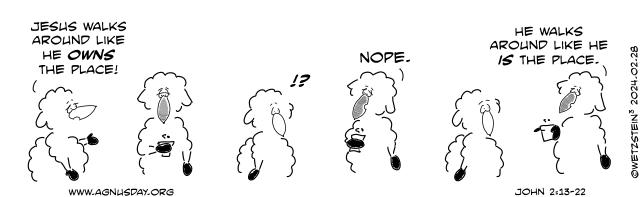 JESUS WALKS
AROUND LIKE
HE OWNS
THE PLACE!
!?
NOPE.
HE WALKS
AROUND LIKE HE
IS THE PLACE.
©WETZSTEIN³ 2024.02.28
WWW.AGNUSDAY.ORG
JOHN 2:13-22